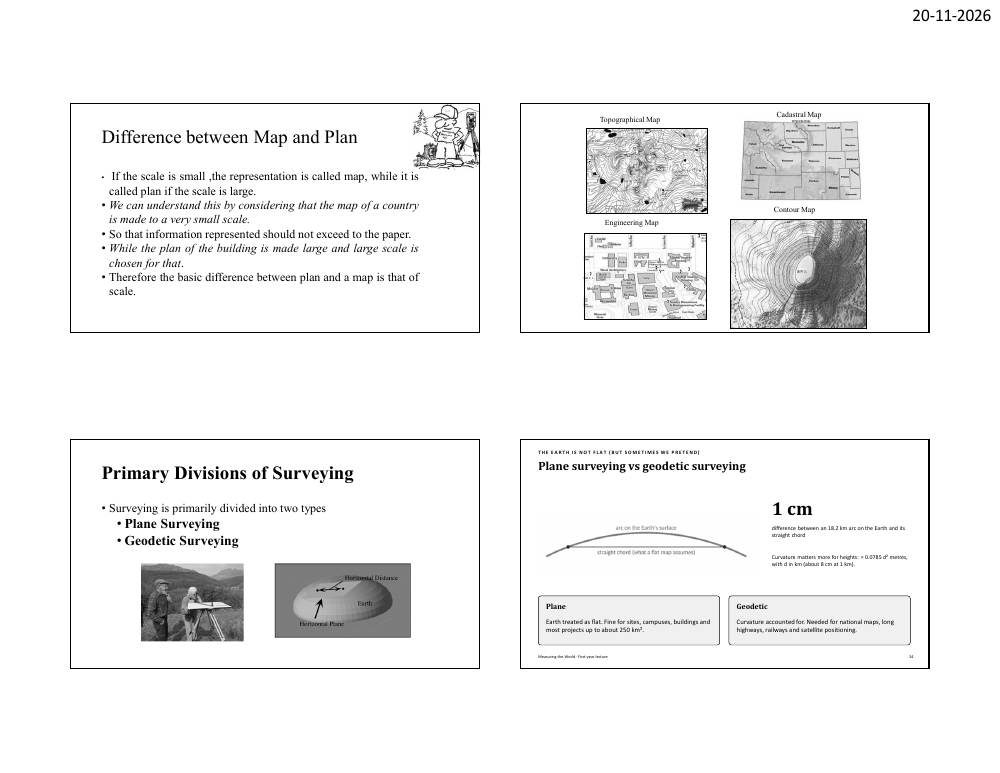 20-11-2026
Difference between Map and Plan
• If the scale is small ,the representation is called map, while it is
called plan if the scale is large.
• We can understand this by considering that the map of a country
is made to a very small scale.
• So that information represented should not exceed to the paper.
• While the plan of the building is made large and large scale is
chosen for that.
• Therefore the basic difference between plan and a map is that of
scale.
Topographical Map
Cadastral Map
Engineering Map
Contour Map
Primary Divisions of Surveying
• Surveying is primarily divided into two types
• Plane Surveying
• Geodetic Surveying
Horizontal Distance
Earth
Horizontal Plane
THE EARTH IS NOT FLAT (BUT SOMETIMES WE PRETEND)
Plane surveying vs geodetic surveying
arc on the Earth's surface
straight chord (what a flat map assumes)
1 cm
difference between an 18.2 km arc on the Earth and its
straight chord
Curvature matters more for heights: ≈ 0.0785 d² metres,
with d in km (about 8 cm at 1 km).
Plane
Earth treated as flat. Fine for sites, campuses, buildings and
most projects up to about 250 km².
Geodetic
Curvature accounted for. Needed for national maps, long
highways, railways and satellite positioning.
Measuring the World · First-year lecture